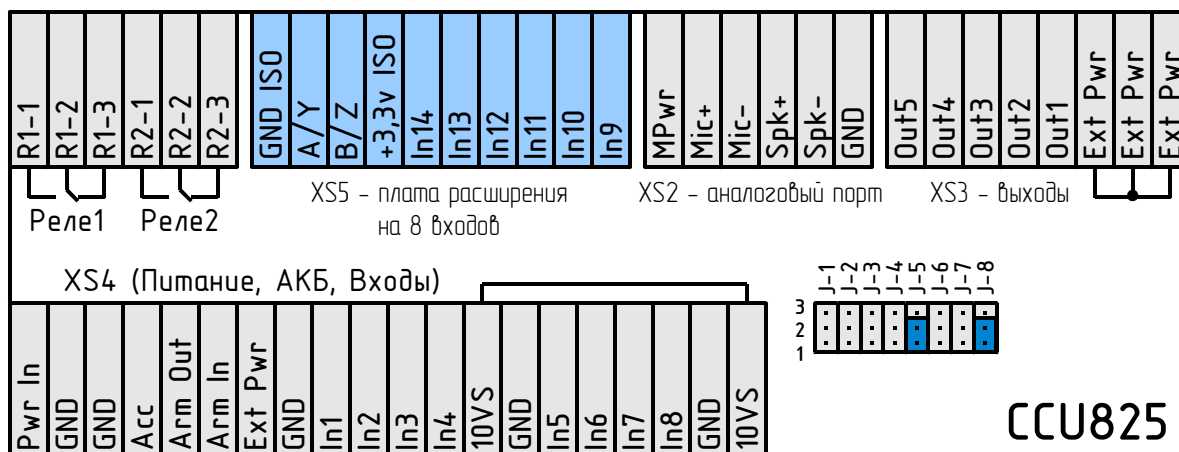 R1-1
R1-2
R1-3
R2-1
R2-2
R2-3
GND ISO
A/Y
B/Z
+3,3v ISO
In14
In13
In12
In11
In10
In9
MPwr
Mic+
Mic-
Spk+
Spk-
GND
Out5
Out4
Out3
Out2
Out1
Ext Pwr
Ext Pwr
Ext Pwr
Реле1
Реле2
XS5 - плата расширения
на 8 входов
XS2 - аналоговый порт
XS3 - выходы
XS4 (Питание, АКБ, Входы)
J-1
J-2
J-3
J-4
J-5
J-6
J-7
J-8
3
2
1
Pwr In
GND
GND
Acc
Arm Out
Arm In
Ext Pwr
GND
In1
In2
In3
In4
10VS
GND
In5
In6
In7
In8
GND
10VS
CCU825